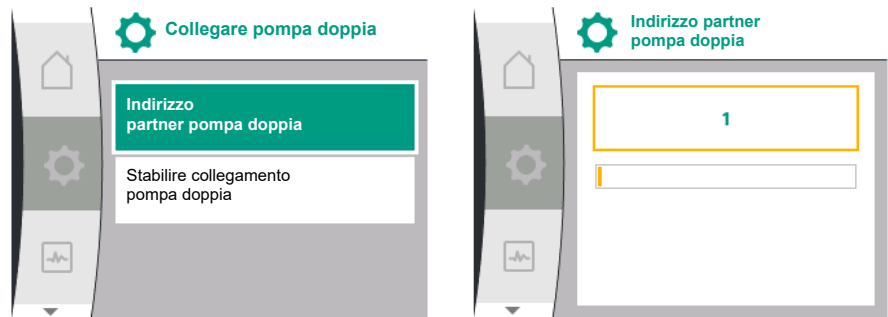 Collegare pompa doppia
Indirizzo
partner pompa doppia
Stabilire collegamento
pompa doppia
Indirizzo partner
pompa doppia
1